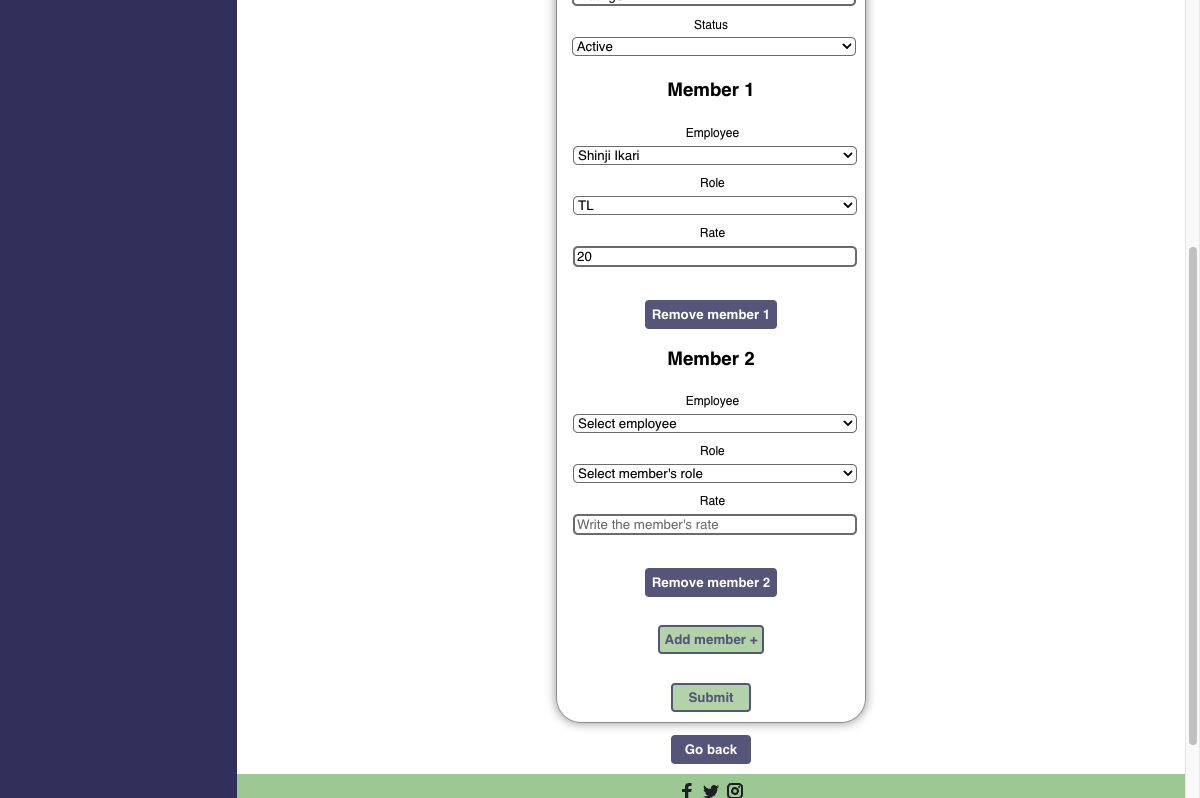 Status
Active
Member 1
Employee
Shinji Ikari
Role
TL
Rate
20
Remove member 1
Member 2
Employee
Select employee
Role
Select member's role
Rate
Write the member's rate
Remove member 2
Add member +
Submit
Go back